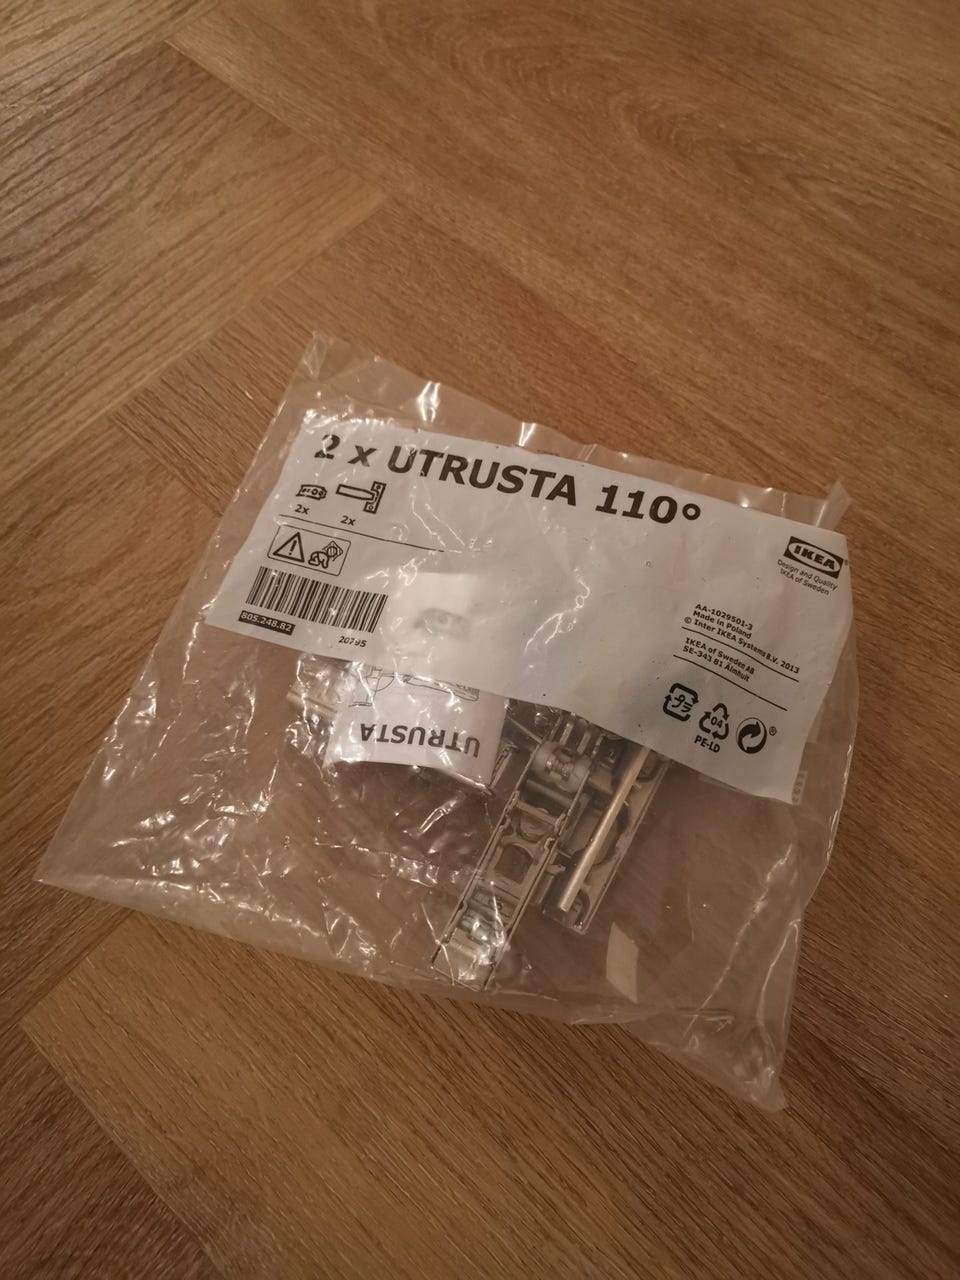 2 x UTRUSTA 110°
2x
2x
805.248.82
20795
IKEA®
Design and Quality
IKEA of Sweden
AA-1029501-3
Made in Poland
© Inter IKEA Systems B.V. 2013
IKEA of Sweden AB
SE-343 81 Älmhult
プラ
04
PE-LD
®
UTRUSTA